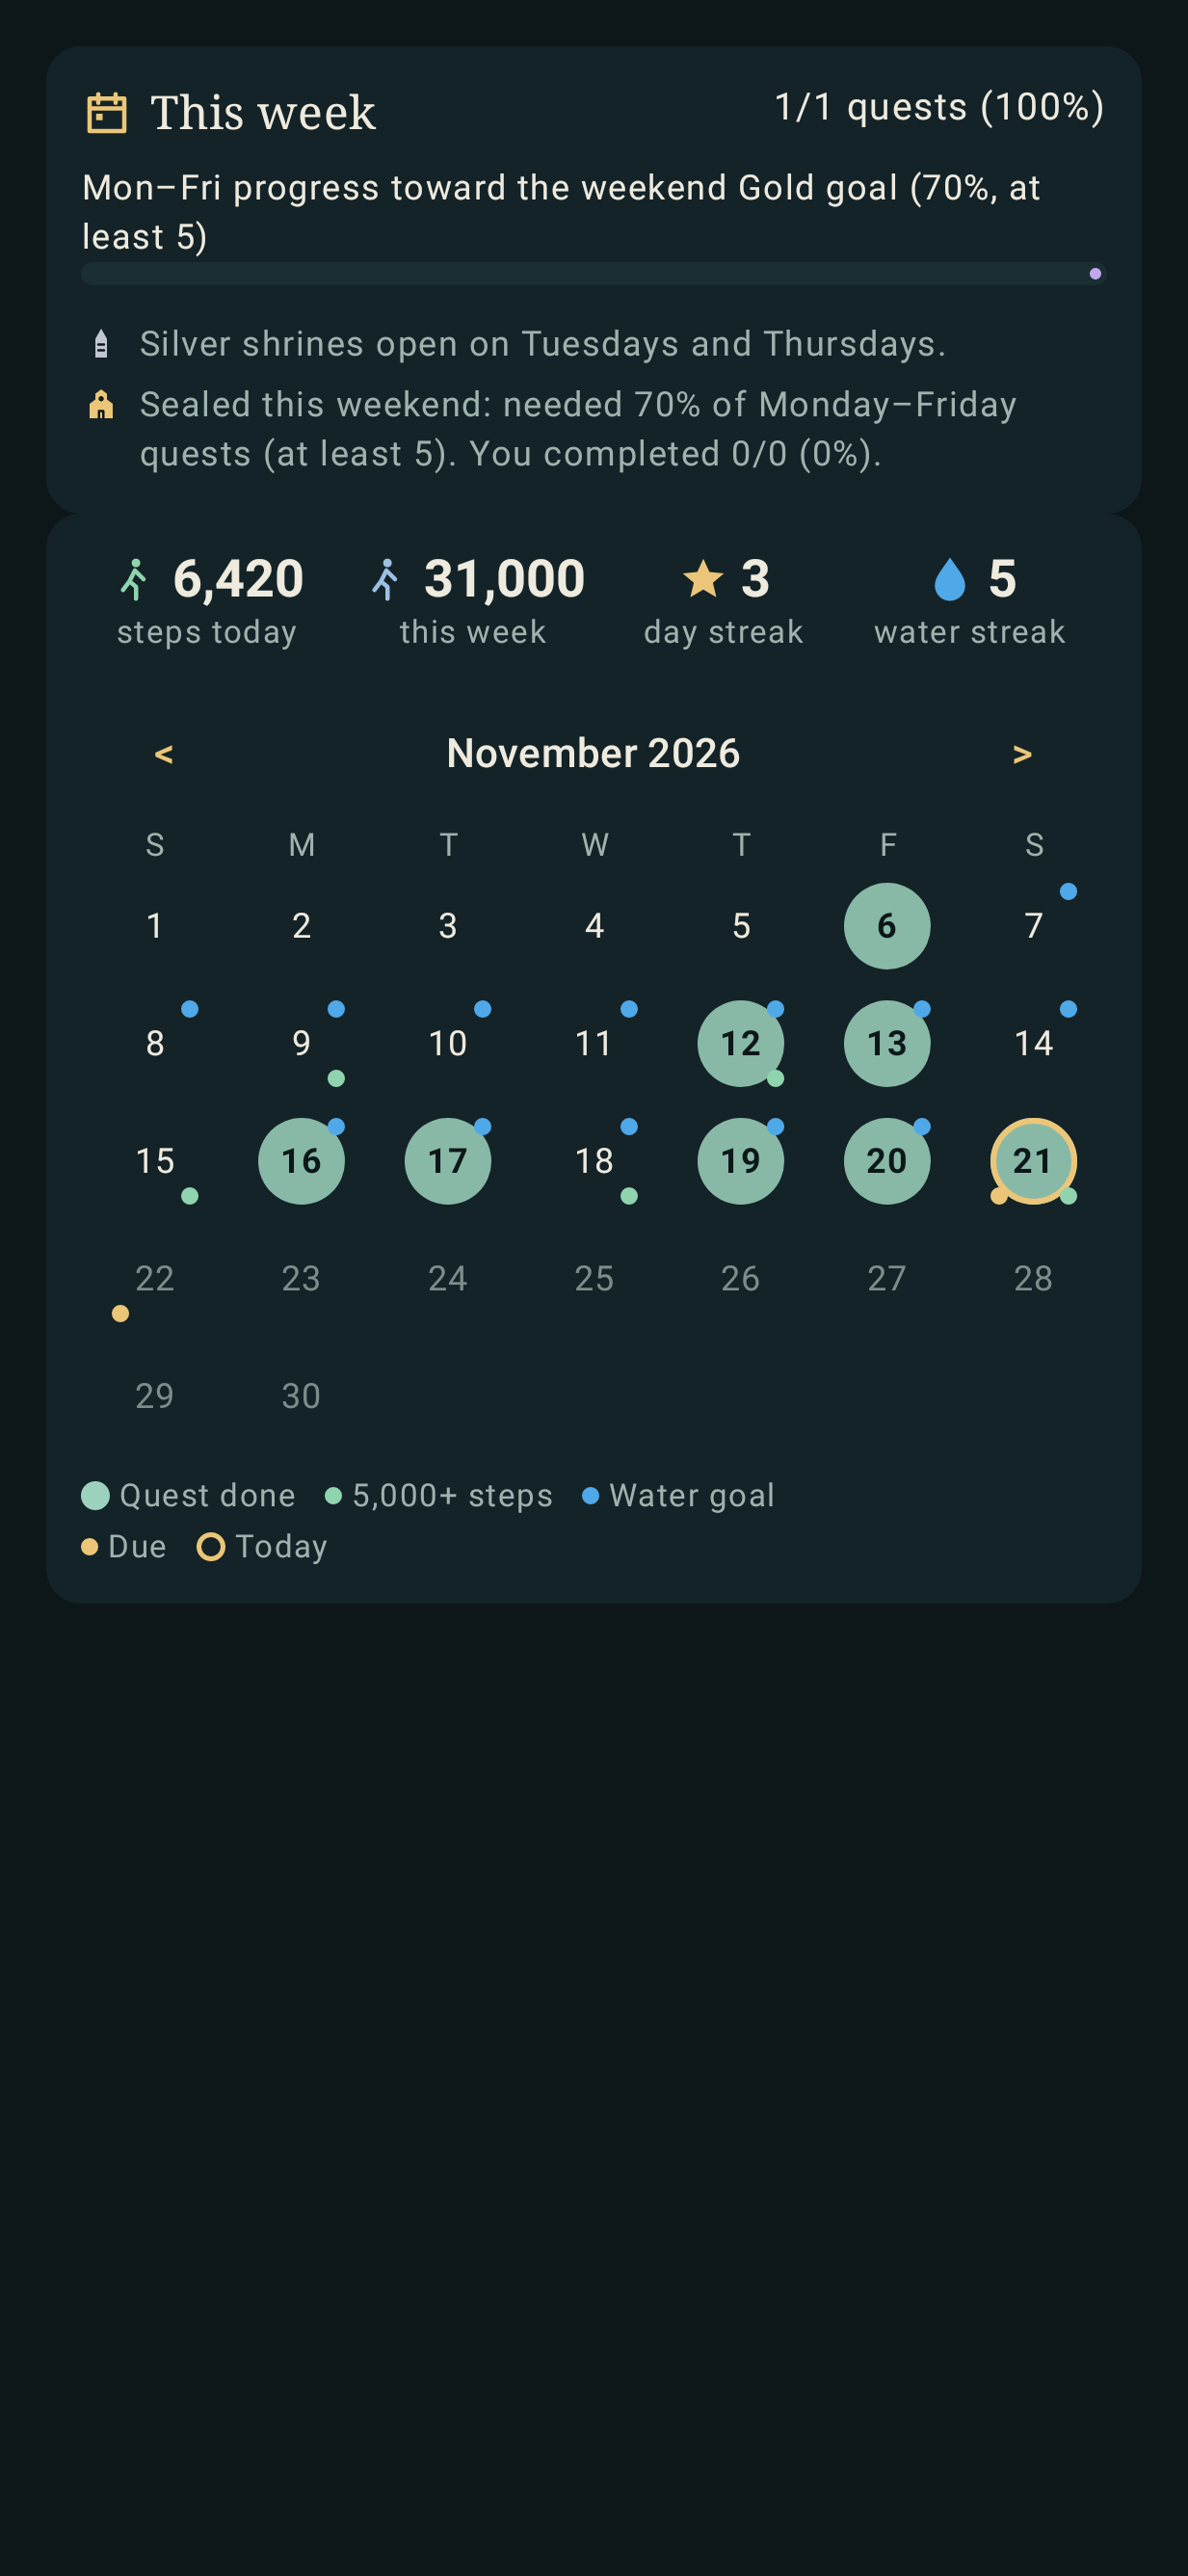 This week
1/1 quests (100%)
Mon–Fri progress toward the weekend Gold goal (70%, at
least 5)
Silver shrines open on Tuesdays and Thursdays.
Sealed this weekend: needed 70% of Monday–Friday
quests (at least 5). You completed 0/0 (0%).
6,420 31,000 3 5
steps today this week day streak water streak
< November 2026 >
S M T W T F S
1 2 3 4 5 6 7
8 9 10 11 12 13 14
15 16 17 18 19 20 21
22 23 24 25 26 27 28
29 30
Quest done 5,000+ steps Water goal
Due Today